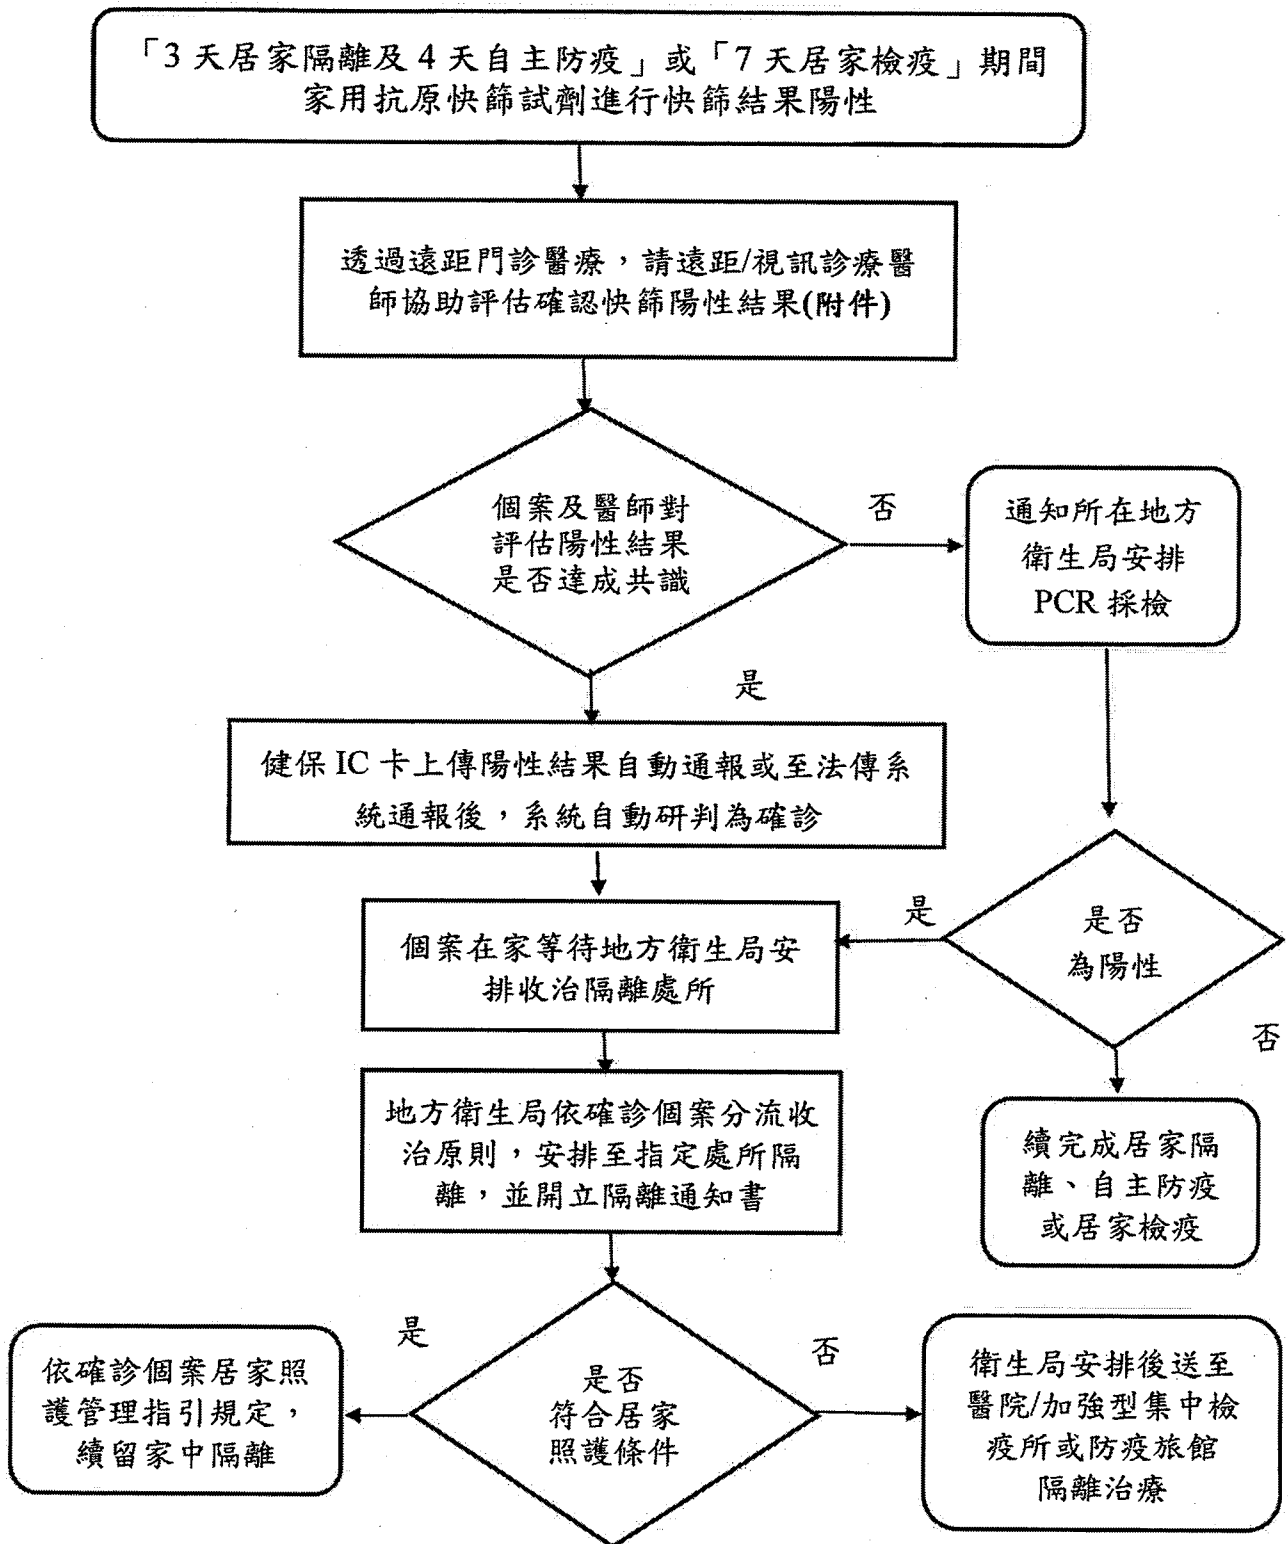 「3 天居家隔離及 4 天自主防疫」或「7 天居家檢疫」期間
家用抗原快篩試劑進行快篩結果陽性
透過遠距門診醫療，請遠距/視訊診療醫
師協助評估確認快篩陽性結果(附件)
個案及醫師對
評估陽性結果
是否達成共識
否
通知所在地方
衛生局安排
PCR 採檢
是
健保 IC 卡上傳陽性結果自動通報或至法傳系
統通報後，系統自動研判為確診
是
是否
為陽性
個案在家等待地方衛生局安
排收治隔離處所
否
地方衛生局依確診個案分流收
治原則，安排至指定處所隔
離，並開立隔離通知書
續完成居家隔
離、自主防疫
或居家檢疫
是
否
依確診個案居家照
護管理指引規定，
續留家中隔離
是否
符合居家
照護條件
衛生局安排後送至
醫院/加強型集中檢
疫所或防疫旅館
隔離治療